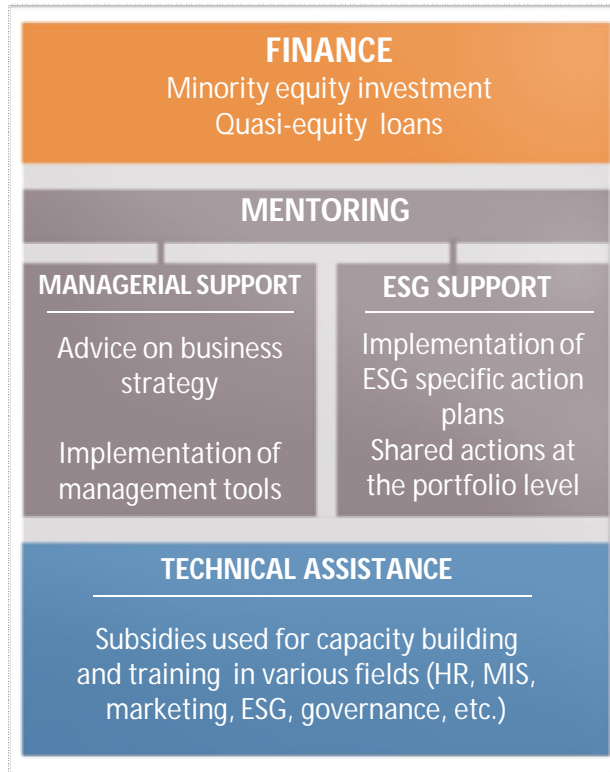 FINANCE
Minority equity investment
Quasi-equity loans
MENTORING
MANAGERIAL SUPPORT
Advice on business
strategy
Implementation of
management tools
ESG SUPPORT
Implementation of
ESG specific action
plans
Shared actions at
the portfolio level
TECHNICAL ASSISTANCE
Subsidies used for capacity building
and training in various fields (HR, MIS,
marketing, ESG, governance, etc.)